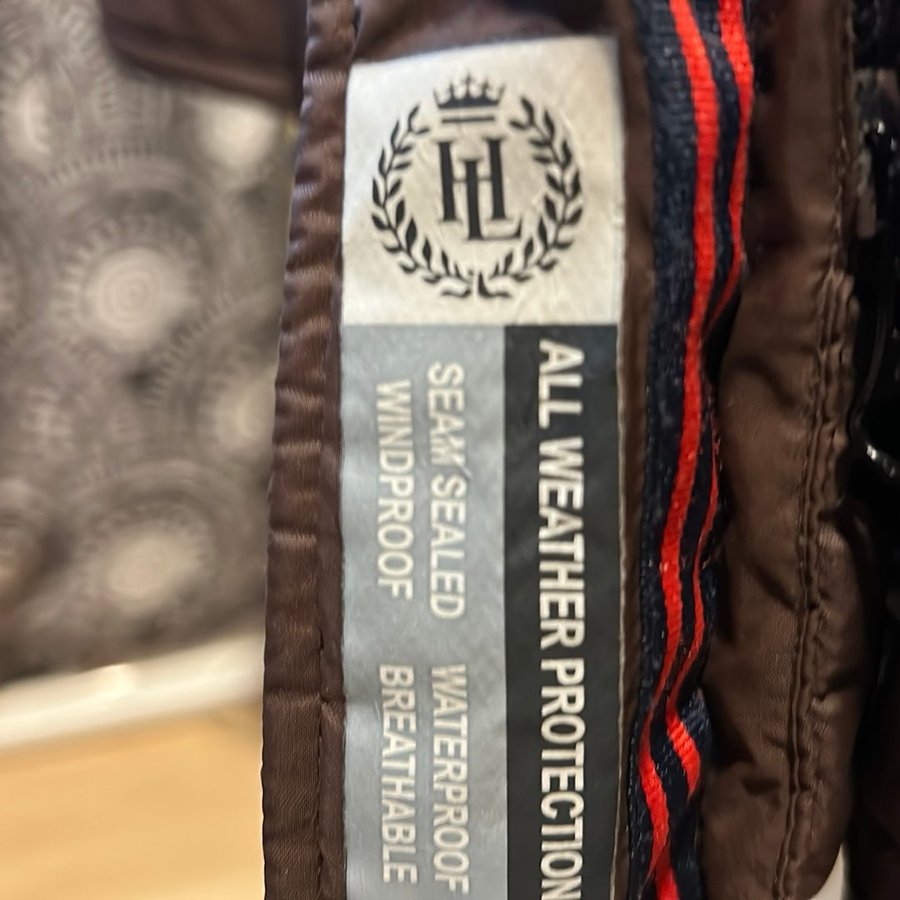 HL
ALL WEATHER PROTECTION
SEAM SEALED WATERPROOF
WINDPROOF BREATHABLE